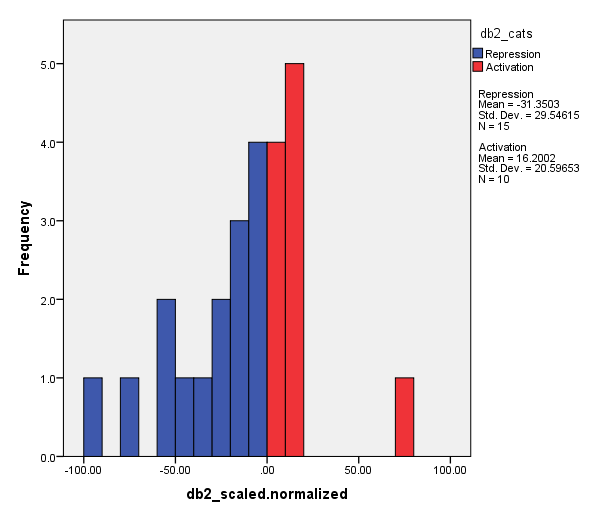 db2_cats
Repression
Activation
Repression
Mean = -31.3503
Std. Dev. = 29.54615
N = 15
Activation
Mean = 16.2002
Std. Dev. = 20.59653
N = 10
Frequency
5.0
4.0
3.0
2.0
1.0
0.0
-100.00 -50.00 .00 50.00 100.00
db2_scaled.normalized